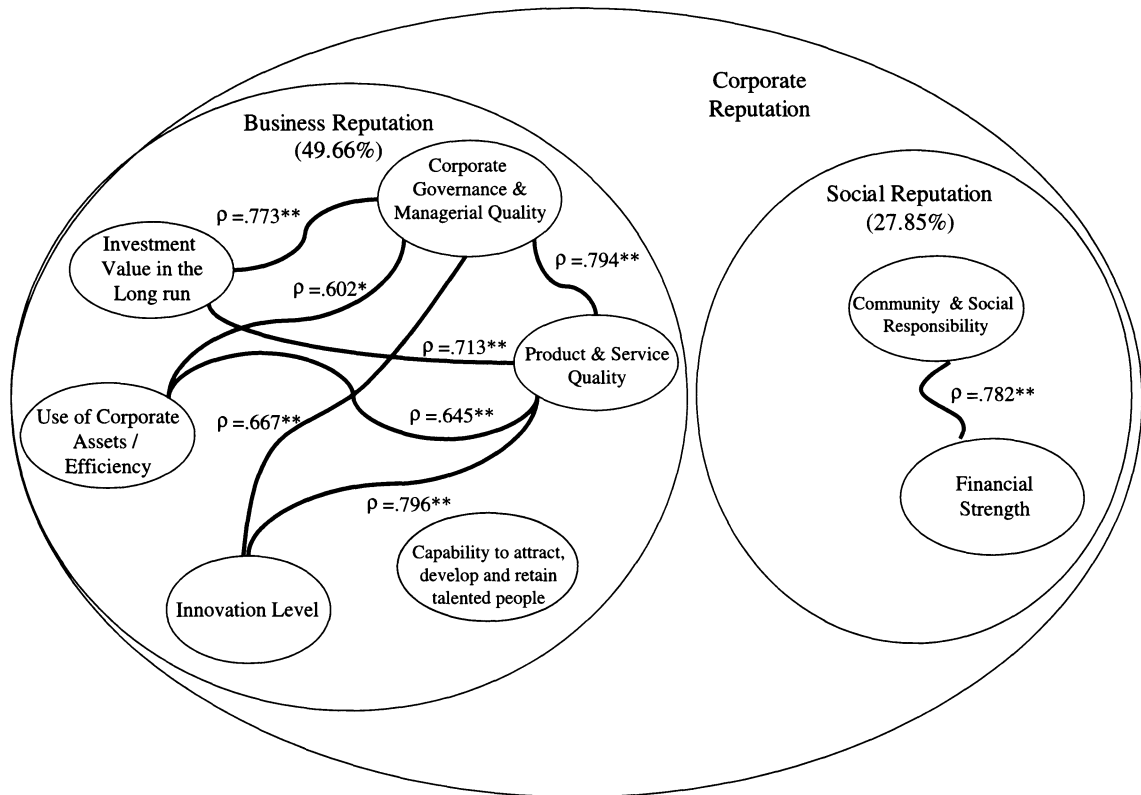 Corporate
Reputation
Business Reputation
(49.66%)
Corporate
Governance &
Managerial Quality
ρ =.773**
Investment
Value in the
Long run
ρ =.602*
ρ =.794**
ρ =.713**
Product & Service
Quality
Use of Corporate
Assets /
Efficiency
ρ =.667**
ρ =.645**
ρ =.796**
Capability to attract,
develop and retain
talented people
Innovation Level
Social Reputation
(27.85%)
Community & Social
Responsibility
ρ =.782**
Financial
Strength